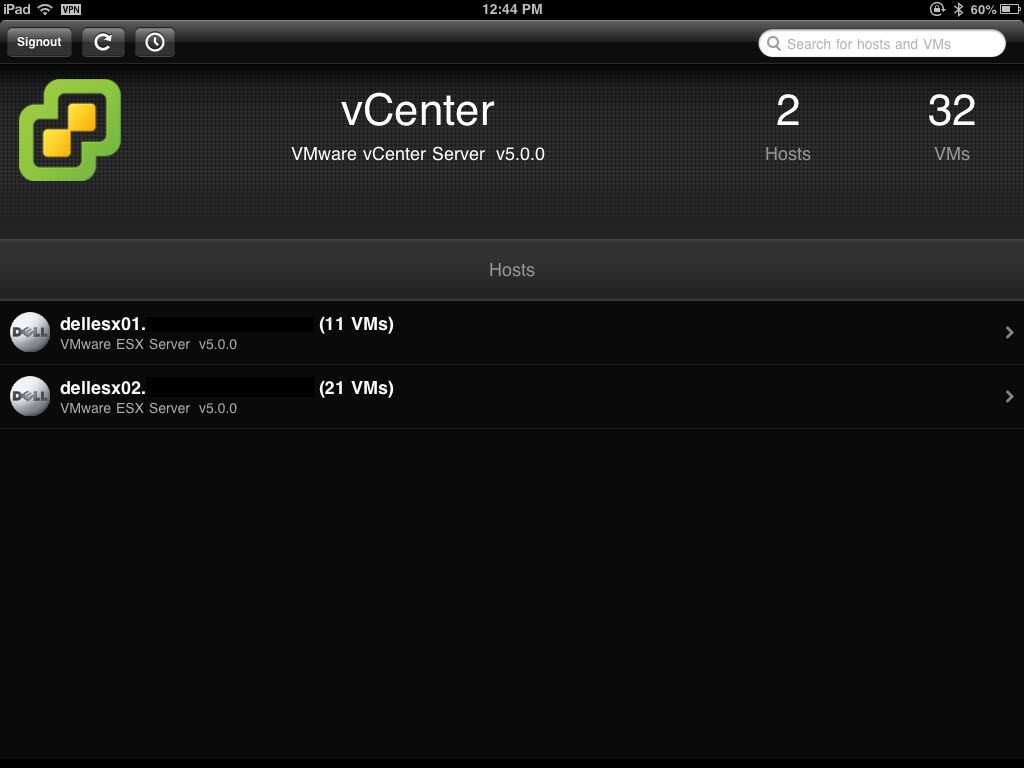 iPad VPN 12:44 PM 60%
Signout Search for hosts and VMs
vCenter 2 32
VMware vCenter Server v5.0.0 Hosts VMs
Hosts
DELL dellesx01. (11 VMs)
VMware ESX Server v5.0.0
DELL dellesx02. (21 VMs)
VMware ESX Server v5.0.0